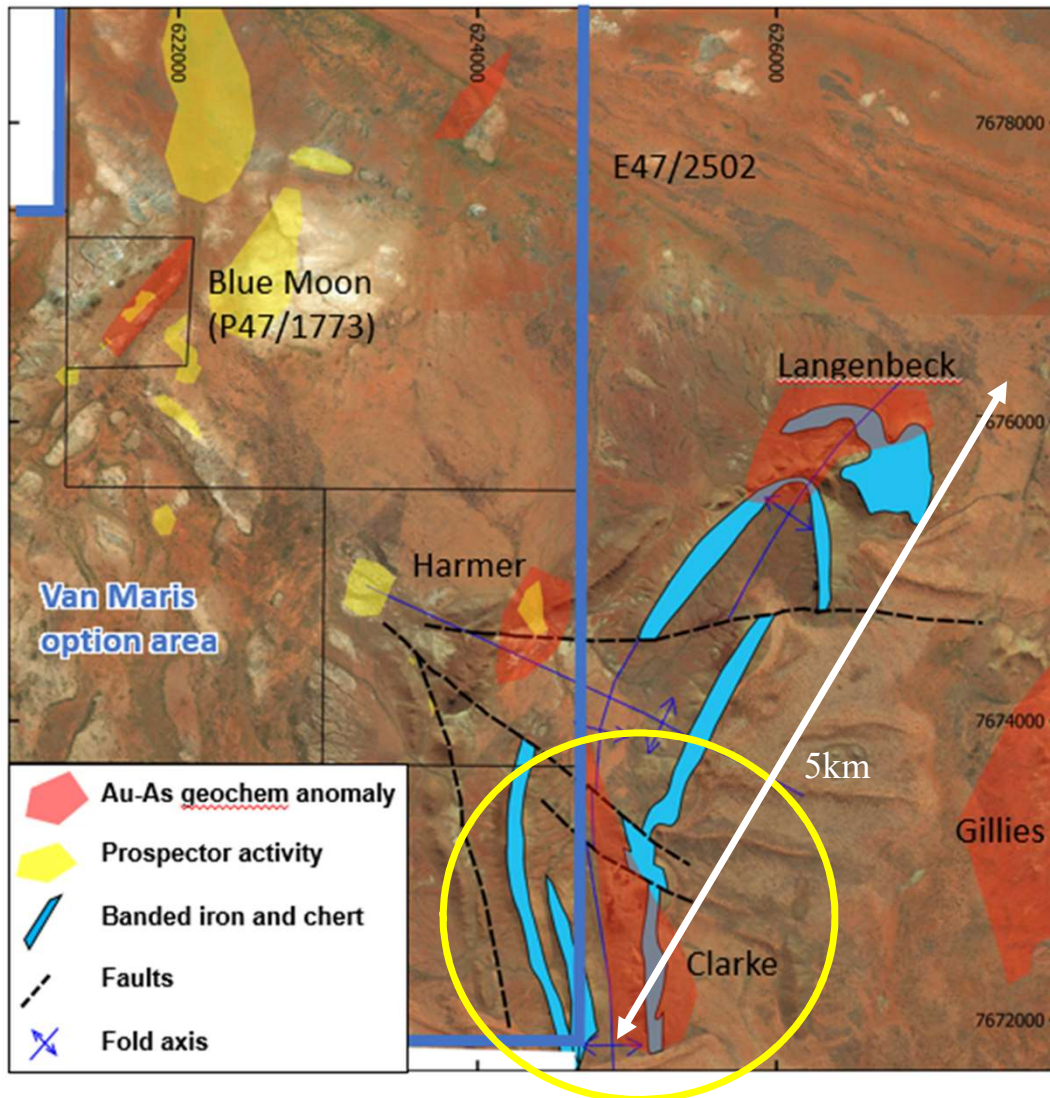 622000
624000
626000
7678000
E47/2502
Blue Moon
(P47/1773)
Langenbeck
7676000
Harmer
Van Maris
option area
7674000
5km
Gillies
Clarke
7672000
Au-As geochem anomaly
Prospector activity
Banded iron and chert
Faults
Fold axis